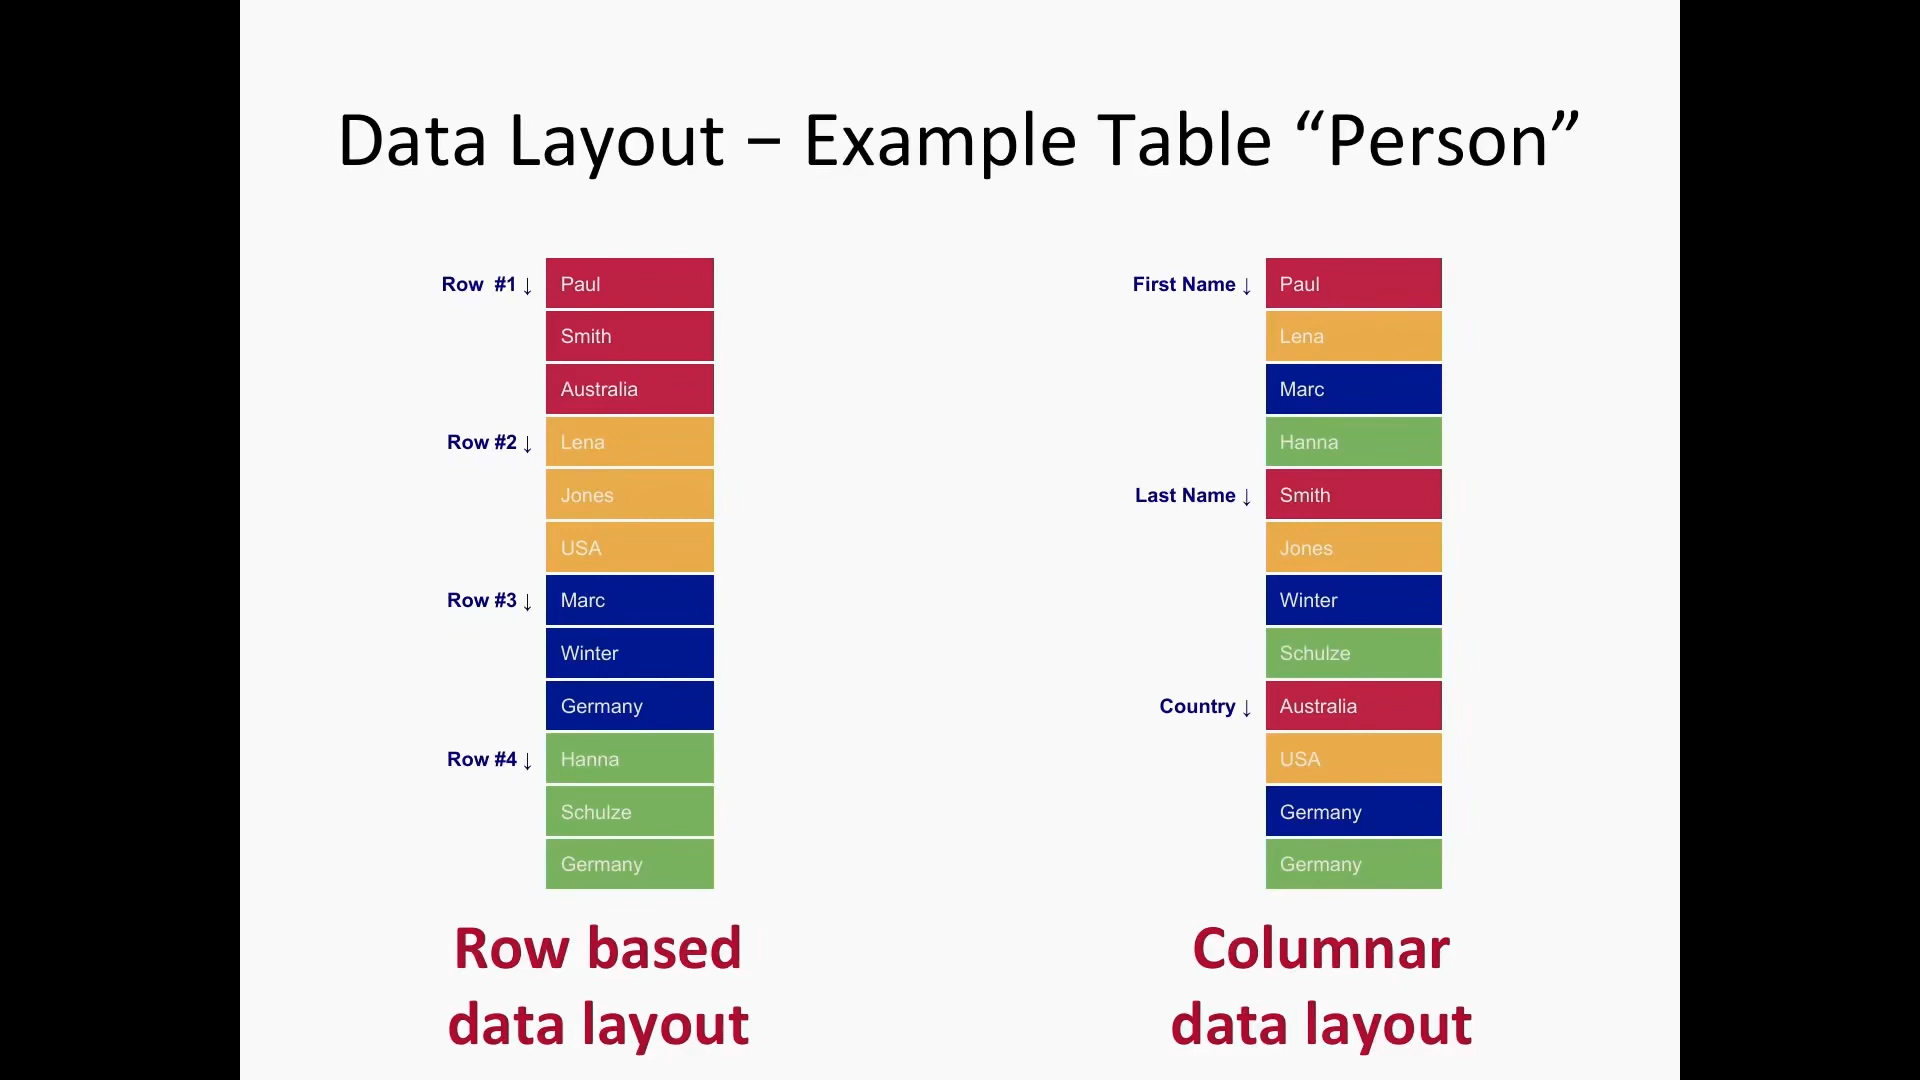 Data Layout – Example Table “Person”
Row #1 ↓ Paul
Smith
Australia
Row #2 ↓ Lena
Jones
USA
Row #3 ↓ Marc
Winter
Germany
Row #4 ↓ Hanna
Schulze
Germany
Row based
data layout
First Name ↓ Paul
Lena
Marc
Hanna
Last Name ↓ Smith
Jones
Winter
Schulze
Country ↓ Australia
USA
Germany
Germany
Columnar
data layout